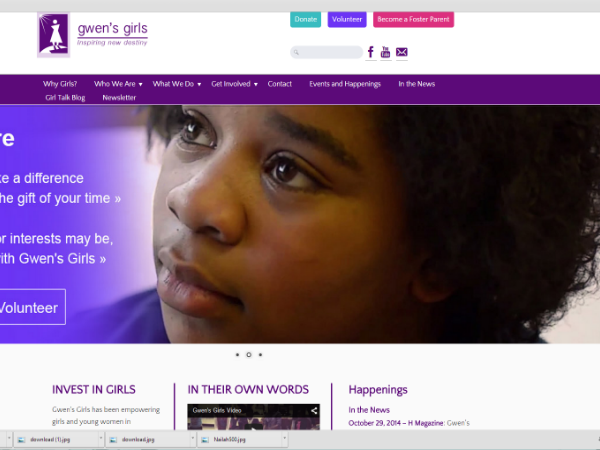 gwen's girls
Inspiring new destiny
Donate
Volunteer
Become a Foster Parent
Why Girls?
Who We Are
What We Do
Get Involved
Contact
Events and Happenings
In the News
Girl Talk Blog
Newsletter
re
ke a difference
he gift of your time »
or interests may be,
with Gwen's Girls »
Volunteer
INVEST IN GIRLS
Gwen's Girls has been empowering
girls and young women in
IN THEIR OWN WORDS
Gwen's Girls Video
Happenings
In the News
October 29, 2014 – H Magazine: Gwen's
download (1).jpg
download.jpg
Nailah300.jpg